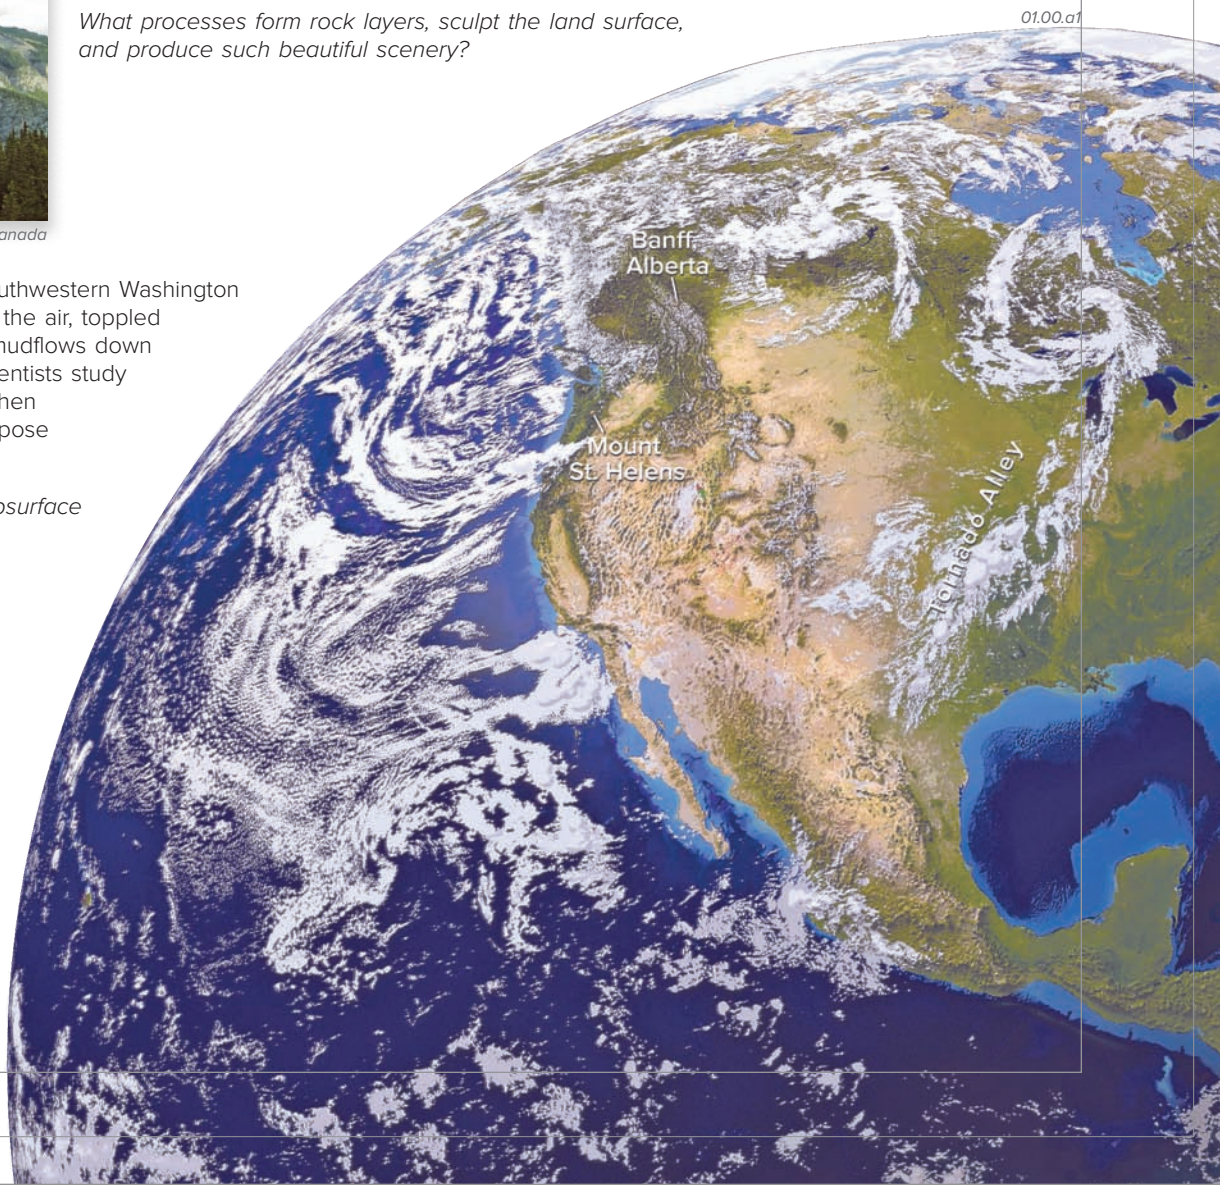 What processes form rock layers, sculpt the land surface,
and produce such beautiful scenery?
01.00.a1
anada
uthwestern Washington
the air, toppled
mudflows down
entists study
hen
pose
bsurface
Banff,
Alberta
Mount
St. Helens
Tornado Alley